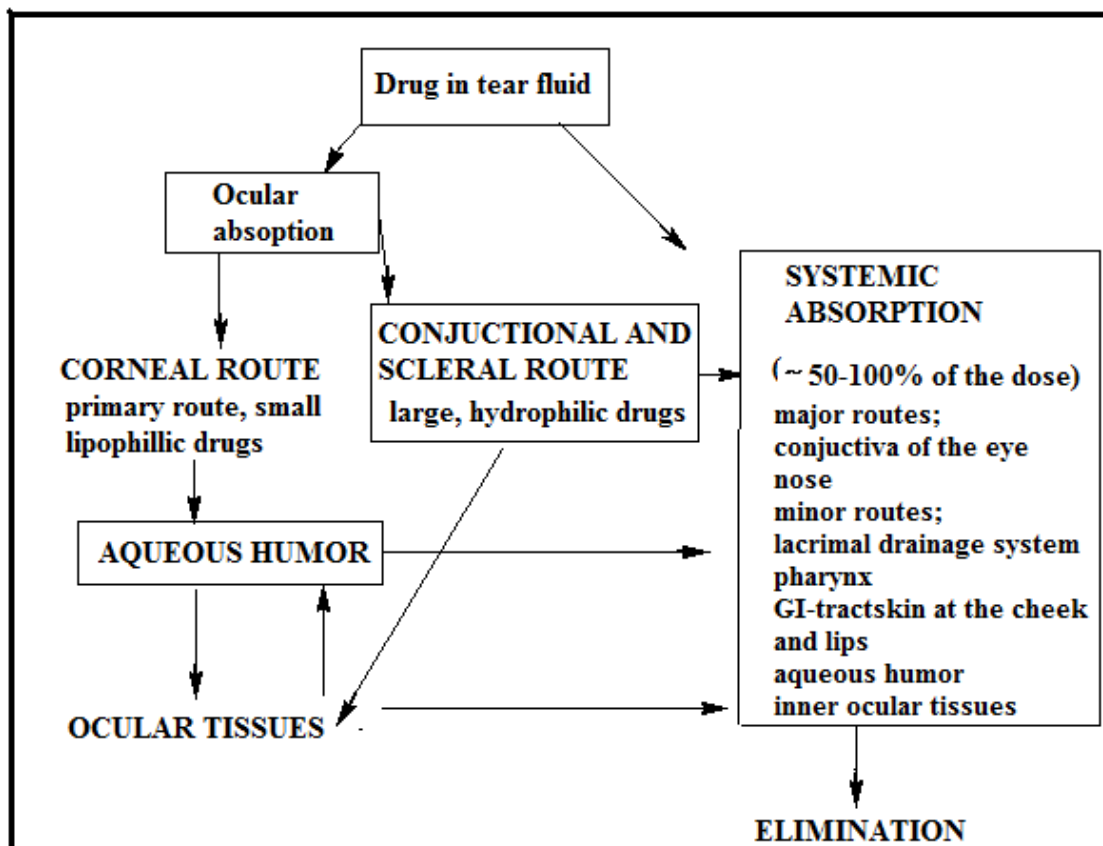 Drug in tear fluid
Ocular
absoption
CORNEAL ROUTE
primary route, small
lipophillic drugs
CONJUCTIONAL AND
SCLERAL ROUTE
large, hydrophilic drugs
AQUEOUS HUMOR
OCULAR TISSUES
SYSTEMIC
ABSORPTION
(~ 50-100% of the dose)
major routes;
conjuctiva of the eye
nose
minor routes;
lacrimal drainage system
pharynx
GI-tractskin at the cheek
and lips
aqueous humor
inner ocular tissues
ELIMINATION